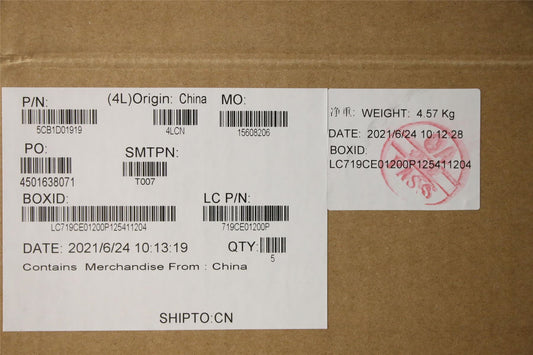 P/N: (4L)Origin: China MO:
5CB1D01919 4LCN 15608206
PO: SMTPN:
4501638071 T007
BOXID: LC P/N:
LC719CE01200P125411204 719CE01200P
DATE: 2021/6/24 10:13:19 QTY:
5
Contains Merchandise From : China
SHIPTO:CN
净重: WEIGHT: 4.57 Kg
DATE: 2021/6/24 10:12:28
BOXID:
LC719CE01200P125411204